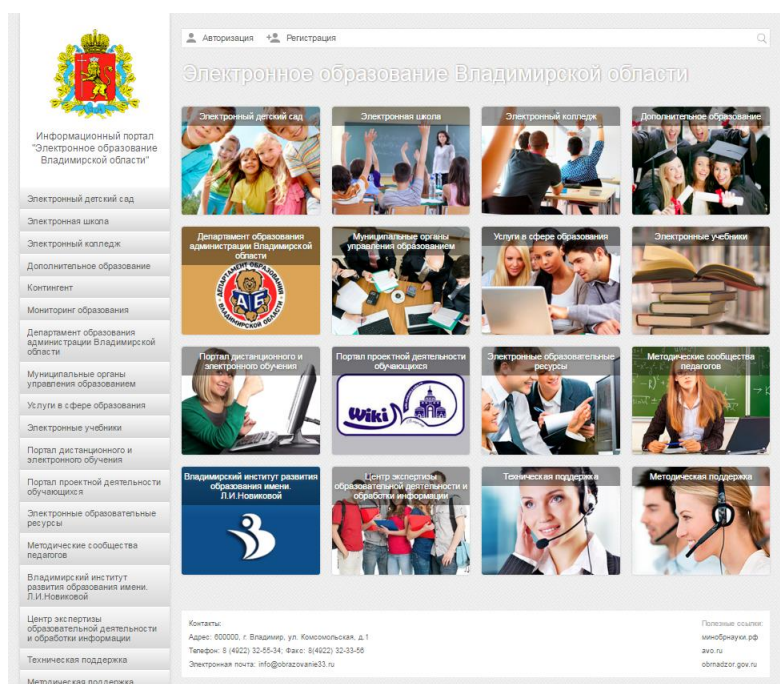 Информационный портал
"Электронное образование
Владимирской области"
Электронный детский сад
Электронная школа
Электронный колледж
Дополнительное образование
Контингент
Мониторинг образования
Департамент образования
администрации Владимирской
области
Муниципальные органы
управления образованием
Услуги в сфере образования
Электронные учебники
Портал дистанционного и
электронного обучения
Портал проектной деятельности
обучающихся
Электронные образовательные
ресурсы
Методические сообщества
педагогов
Владимирский институт
развития образования имени.
Л.И.Новиковой
Центр экспертизы
образовательной деятельности
и обработки информации
Техническая поддержка
Методическая поддержка
Авторизация Регистрация
Электронное образование Владимирской области
Электронный детский сад
Электронная школа
Электронный колледж
Дополнительное образование
Департамент образования
администрации Владимирской
области
ДЕПАРТАМЕНТ ОБРАЗОВАНИЯ
АБ
ВЛАДИМИРСКОЙ ОБЛАСТИ
Муниципальные органы
управления образованием
Услуги в сфере образования
Электронные учебники
Портал дистанционного и
электронного обучения
Портал проектной деятельности
обучающихся
Wiki
Электронные образовательные
ресурсы
Методические сообщества
педагогов
Владимирский институт развития
образования имени.
Л.И.Новиковой
Центр экспертизы
образовательной деятельности и
обработки информации
Техническая поддержка
Методическая поддержка
Контакты:
Адрес: 600000, г. Владимир, ул. Комсомольская, д.1
Телефон: 8 (4922) 32-55-34; Факс: 8(4922) 32-33-56
Электронная почта: info@obrazovanie33.ru
Полезные ссылки:
минобрнауки.рф
avo.ru
obrnadzor.gov.ru